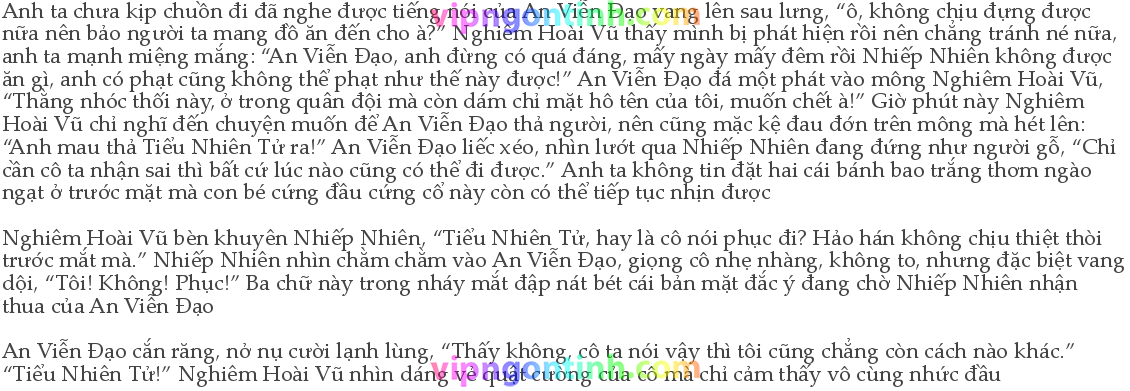 Anh ta chưa kịp chuồn đi đã nghe được tiếng nói của An Viễn Đạo vang lên sau lưng, “ô, không chịu đựng được
nữa nên bảo người ta mang đồ ăn đến cho à?” Nghiêm Hoài Vũ thấy mình bị phát hiện rồi nên chẳng tránh né nữa,
anh ta mạnh miệng mắng: “An Viễn Đạo, anh đừng có quá đáng, mấy ngày mấy đêm rồi Nhiếp Nhiên không được
ăn gì, anh có phạt cũng không thể phạt như thế này được!” An Viễn Đạo đá một phát vào mông Nghiêm Hoài Vũ,
“Thằng nhóc thối này, ở trong quân đội mà còn dám chỉ mặt hô tên của tôi, muốn chết à!” Giờ phút này Nghiêm
Hoài Vũ chỉ nghĩ đến chuyện muốn để An Viễn Đạo thả người, nên cũng mặc kệ đau đớn trên mông mà hét lên:
“Anh mau thả Tiểu Nhiên Tử ra!” An Viễn Đạo liếc xéo, nhìn lướt qua Nhiếp Nhiên đang đứng như người gỗ, “Chỉ
cần cô ta nhận sai thì bất cứ lúc nào cũng có thể đi được.” Anh ta không tin đặt hai cái bánh bao trắng thơm ngào
ngạt ở trước mặt mà con bé cứng đầu cứng cổ này còn có thể tiếp tục nhịn được
Nghiêm Hoài Vũ bèn khuyên Nhiếp Nhiên, “Tiểu Nhiên Tử, hay là cô nói phục đi? Hảo hán không chịu thiệt thòi
trước mắt mà.” Nhiếp Nhiên nhìn chằm chằm vào An Viễn Đạo, giọng cô nhẹ nhàng, không to, nhưng đặc biệt vang
dội, “Tôi! Không! Phục!” Ba chữ này trong nháy mắt đập nát bét cái bản mặt đắc ý đang chờ Nhiếp Nhiên nhận
thua của An Viễn Đạo
An Viễn Đạo cắn răng, nở nụ cười lạnh lùng, “Thấy không, cô ta nói vậy thì tôi cũng chẳng còn cách nào khác.”
“Tiểu Nhiên Tử!” Nghiêm Hoài Vũ nhìn dáng vẻ quật cường của cô mà chỉ cảm thấy vô cùng nhức đầu
vipngontinh.com
vipngontinh.com